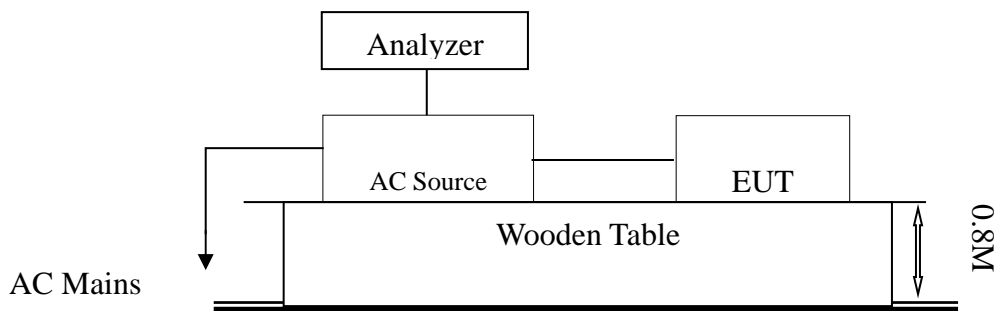 Analyzer
AC Source
EUT
Wooden Table
0.8M
AC Mains